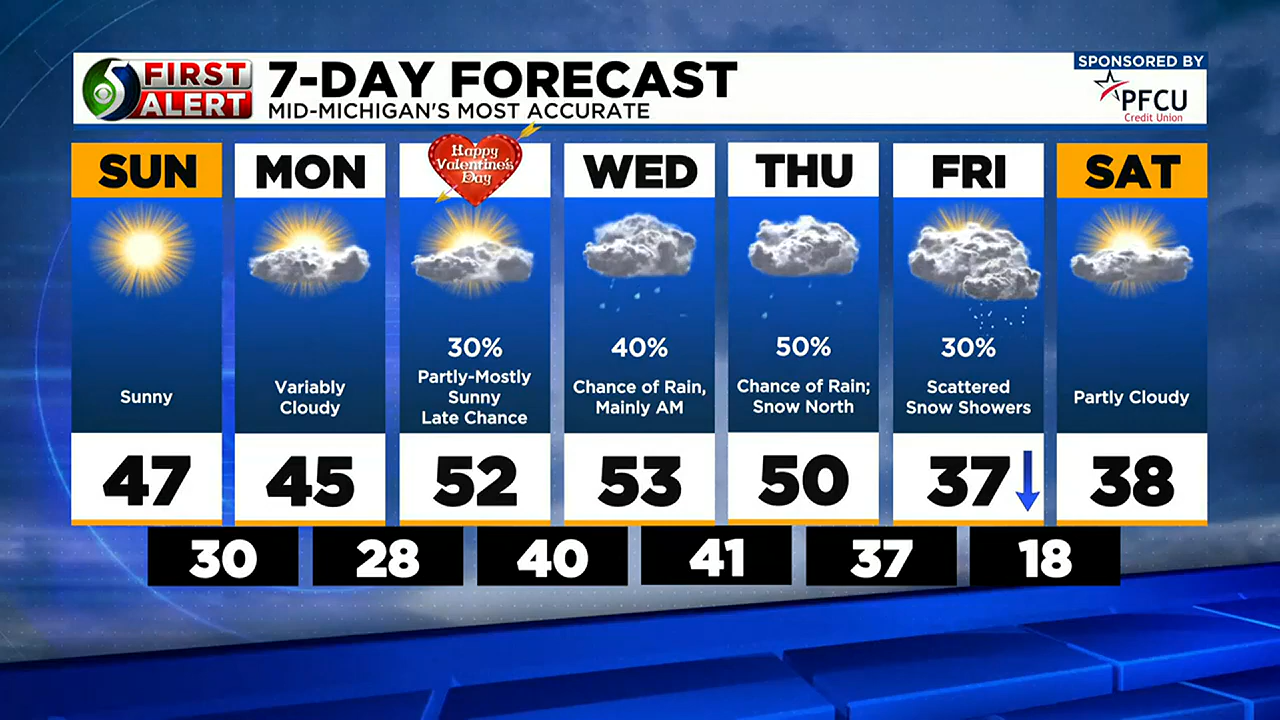 5 FIRST ALERT
7-DAY FORECAST
MID-MICHIGAN'S MOST ACCURATE
SPONSORED BY
PFCU
Credit Union
SUN
Sunny
47
MON
Variably
Cloudy
45
Happy
Valentine's
Day
30%
Partly-Mostly
Sunny
Late Chance
52
WED
40%
Chance of Rain,
Mainly AM
53
THU
50%
Chance of Rain;
Snow North
50
FRI
30%
Scattered
Snow Showers
37
SAT
Partly Cloudy
38
30
28
40
41
37
18